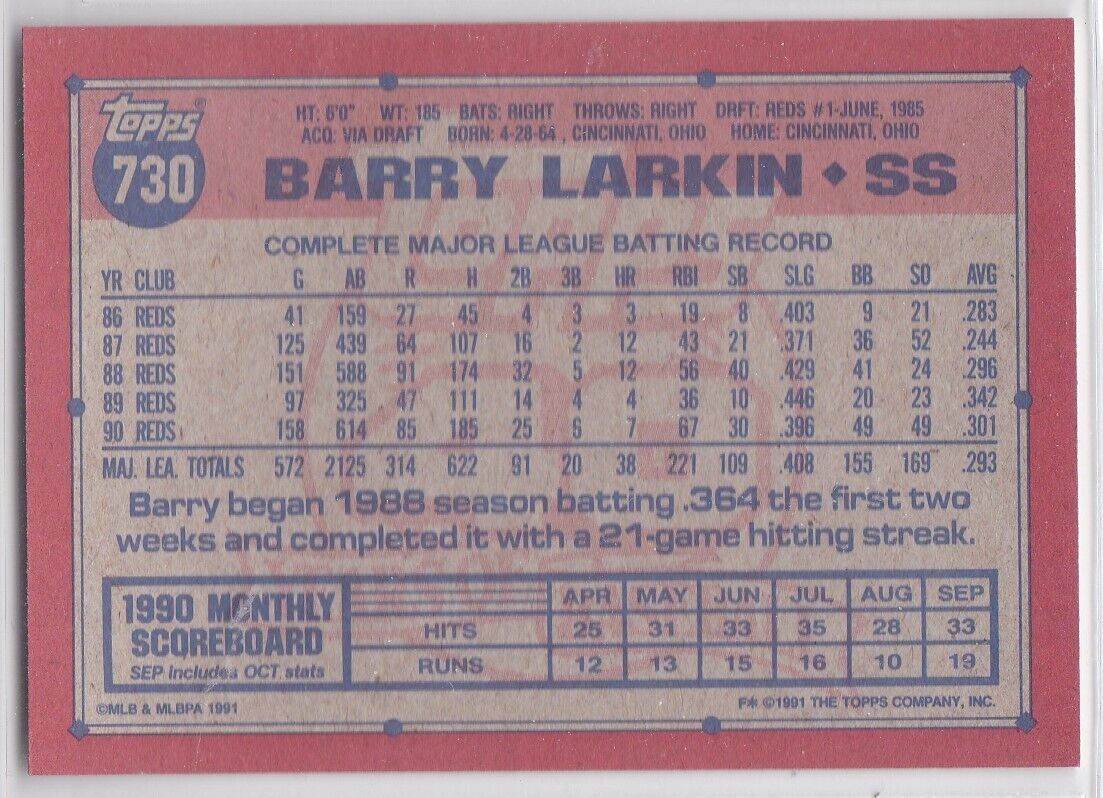 Topps®
730
HT: 6'0" WT: 185 BATS: RIGHT THROWS: RIGHT DRFT: REDS #1-JUNE, 1985
ACQ. VIA DRAFT BORN: 4-28-64 , CINCINNATI, OHIO HOME: CINCINNATI, OHIO
BARRY LARKIN ◆ SS
COMPLETE MAJOR LEAGUE BATTING RECORD
YR CLUB G AB R H 2B 3B HR RBI SB SLG BB SO AVG
86 REDS 41 159 27 45 4 3 3 19 8 .403 9 21 .283
87 REDS 125 439 64 107 16 2 12 43 21 .371 36 52 .244
88 REDS 151 588 91 174 32 5 12 56 40 .429 41 24 .296
89 REDS 97 325 47 111 14 4 4 36 10 .446 20 23 .342
90 REDS 158 614 85 185 25 6 7 67 30 .396 49 49 .301
MAJ. LEA. TOTALS 572 2125 314 622 91 20 38 221 109 .408 155 169 .293
Barry began 1988 season batting .364 the first two
weeks and completed it with a 21-game hitting streak.
1990 MONTHLY
SCOREBOARD
SEP includes OCT stats
APR MAY JUN JUL AUG SEP
HITS 25 31 33 35 28 33
RUNS 12 13 15 16 10 19
©MLB & MLBPA 1991
F* ©1991 THE TOPPS COMPANY, INC.